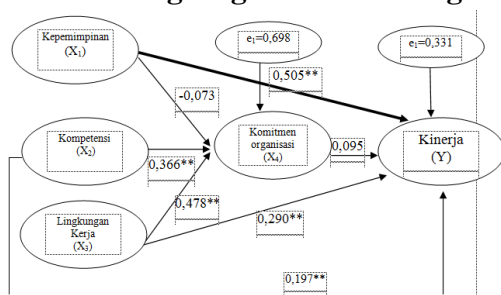 Kepemimpinan
(X₁)
e₁=0,698
e₁=0,331
0,505**
-0,073
Kompetensi
(X₂)
Komitmen
organisasi
(X₄)
0,095
Kinerja
(Y)
0,366**
0,478**
Lingkungan
Kerja
(X₃)
0,290**
0,197**